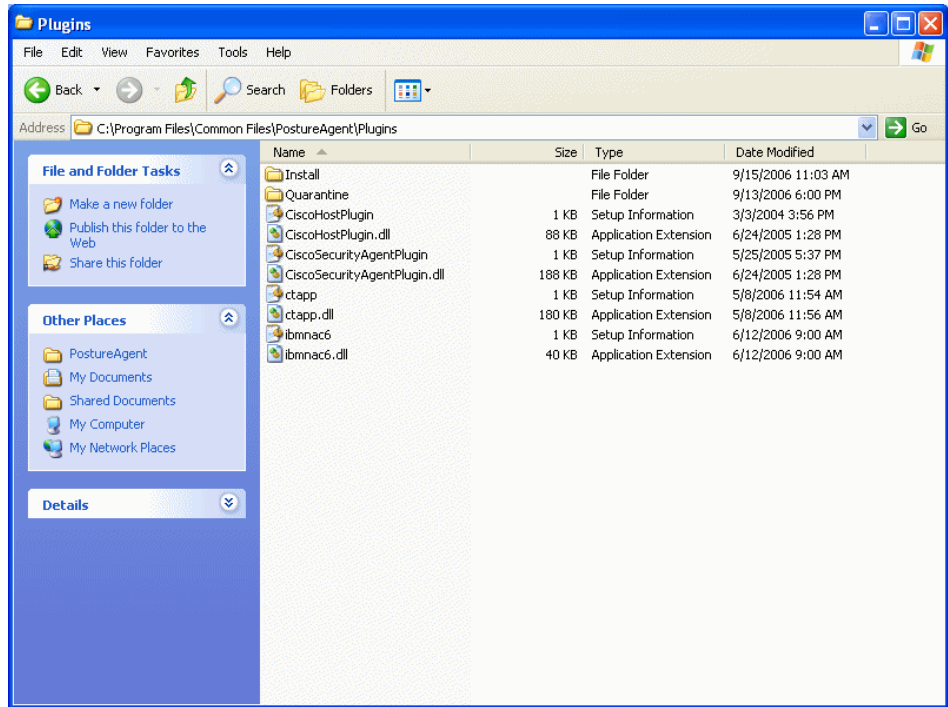 Plugins
File Edit View Favorites Tools Help
Back Search Folders
Address C:\Program Files\Common Files\PostureAgent\Plugins Go
File and Folder Tasks
Make a new folder
Publish this folder to the
Web
Share this folder
Other Places
PostureAgent
My Documents
Shared Documents
My Computer
My Network Places
Details
Name Size Type Date Modified
Install File Folder 9/15/2006 11:03 AM
Quarantine File Folder 9/13/2006 6:00 PM
CiscoHostPlugin 1 KB Setup Information 3/3/2004 3:56 PM
CiscoHostPlugin.dll 88 KB Application Extension 6/24/2005 1:28 PM
CiscoSecurityAgentPlugin 1 KB Setup Information 5/25/2005 5:37 PM
CiscoSecurityAgentPlugin.dll 188 KB Application Extension 6/24/2005 1:28 PM
ctapp 1 KB Setup Information 5/8/2006 11:54 AM
ctapp.dll 180 KB Application Extension 5/8/2006 11:56 AM
ibmnac6 1 KB Setup Information 6/12/2006 9:00 AM
ibmnac6.dll 40 KB Application Extension 6/12/2006 9:00 AM